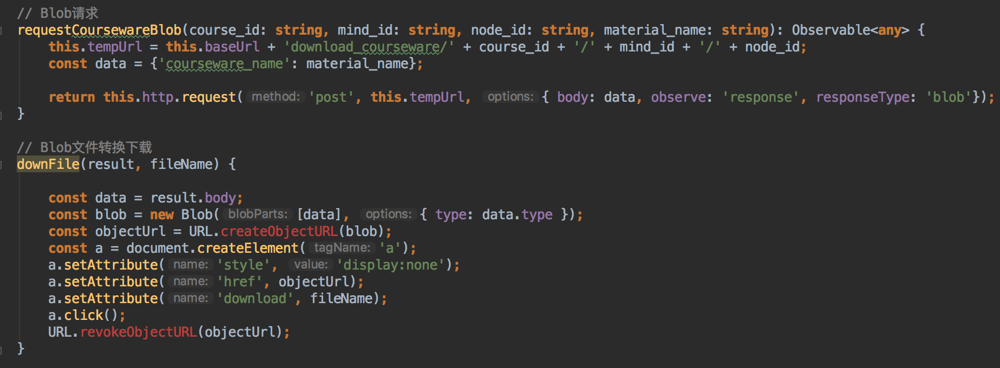 // Blob请求
requestCoursewareBlob(course_id: string, mind_id: string, node_id: string, material_name: string): Observable<any> {
this.tempUrl = this.baseUrl + 'download_courseware/' + course_id + '/' + mind_id + '/' + node_id;
const data = {'courseware_name': material_name};
return this.http.request( method: 'post', this.tempUrl, options: { body: data, observe: 'response', responseType: 'blob'});
}
// Blob文件转换下载
downFile(result, fileName) {
const data = result.body;
const blob = new Blob( blobParts: [data], options: { type: data.type });
const objectUrl = URL.createObjectURL(blob);
const a = document.createElement( tagName: 'a');
a.setAttribute( name: 'style', value: 'display:none');
a.setAttribute( name: 'href', objectUrl);
a.setAttribute( name: 'download', fileName);
a.click();
URL.revokeObjectURL(objectUrl);
}